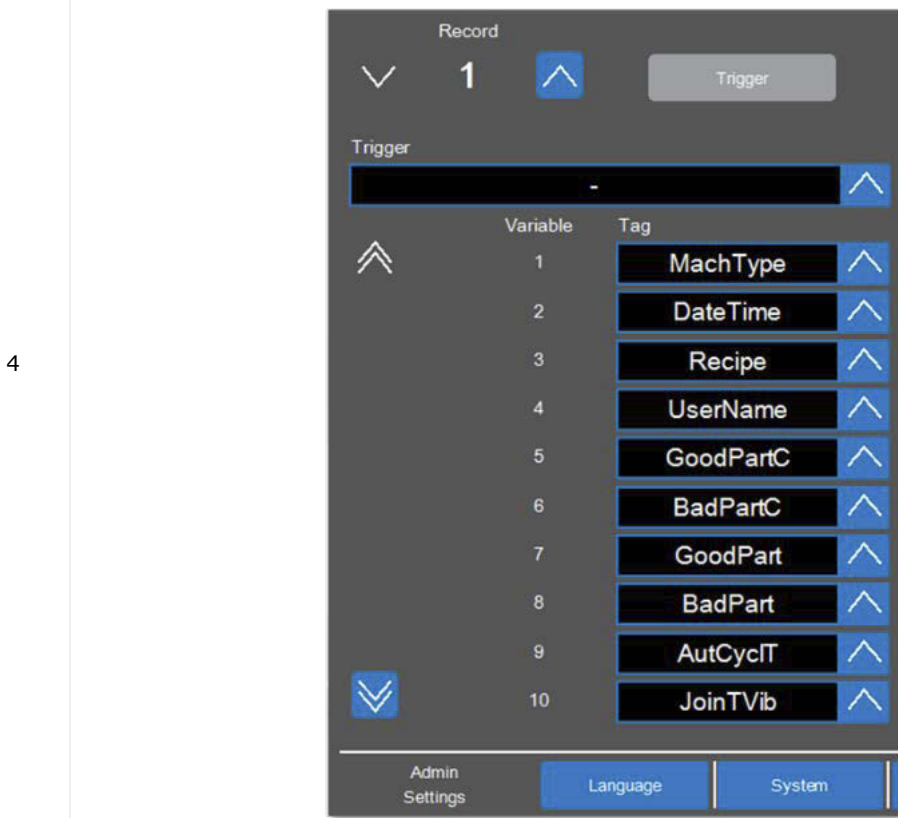 Record
1
Trigger
Trigger
-
Variable Tag
1 MachType
2 DateTime
3 Recipe
4 UserName
5 GoodPartC
6 BadPartC
7 GoodPart
8 BadPart
9 AutCyclT
10 JoinTVib
Admin
Settings
Language
System
4